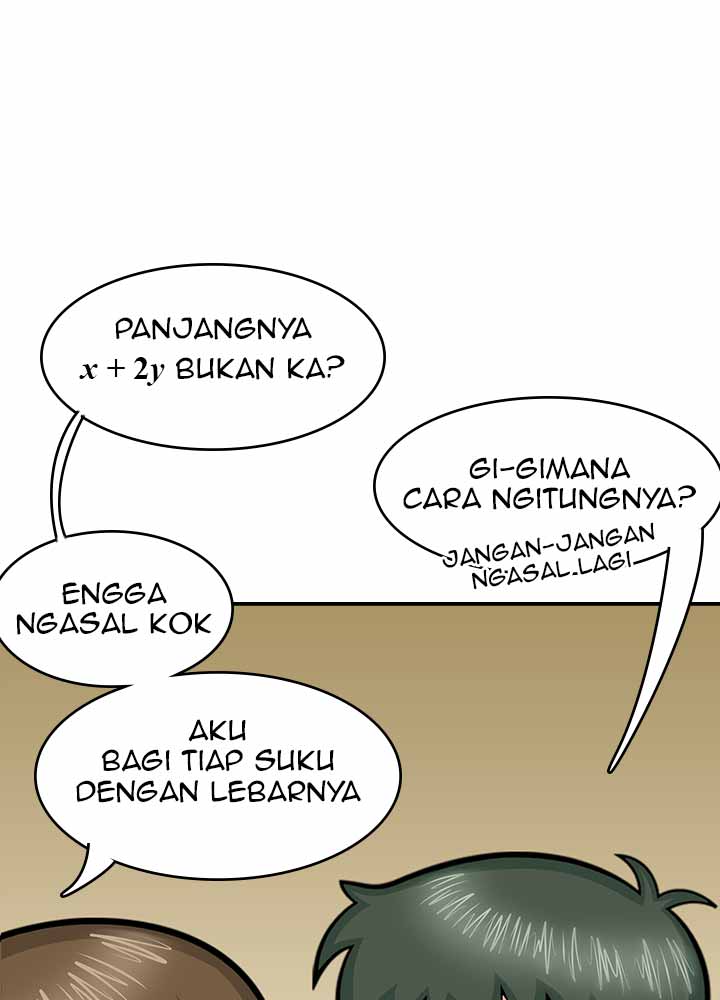 PANJANGNYA
x + 2y BUKAN KA?
GI-GIMANA
CARA NGITUNGNYA?
JANGAN-JANGAN
NGASAL LAGI
ENGGA
NGASAL KOK
AKU
BAGI TIAP SUKU
DENGAN LEBARNYA